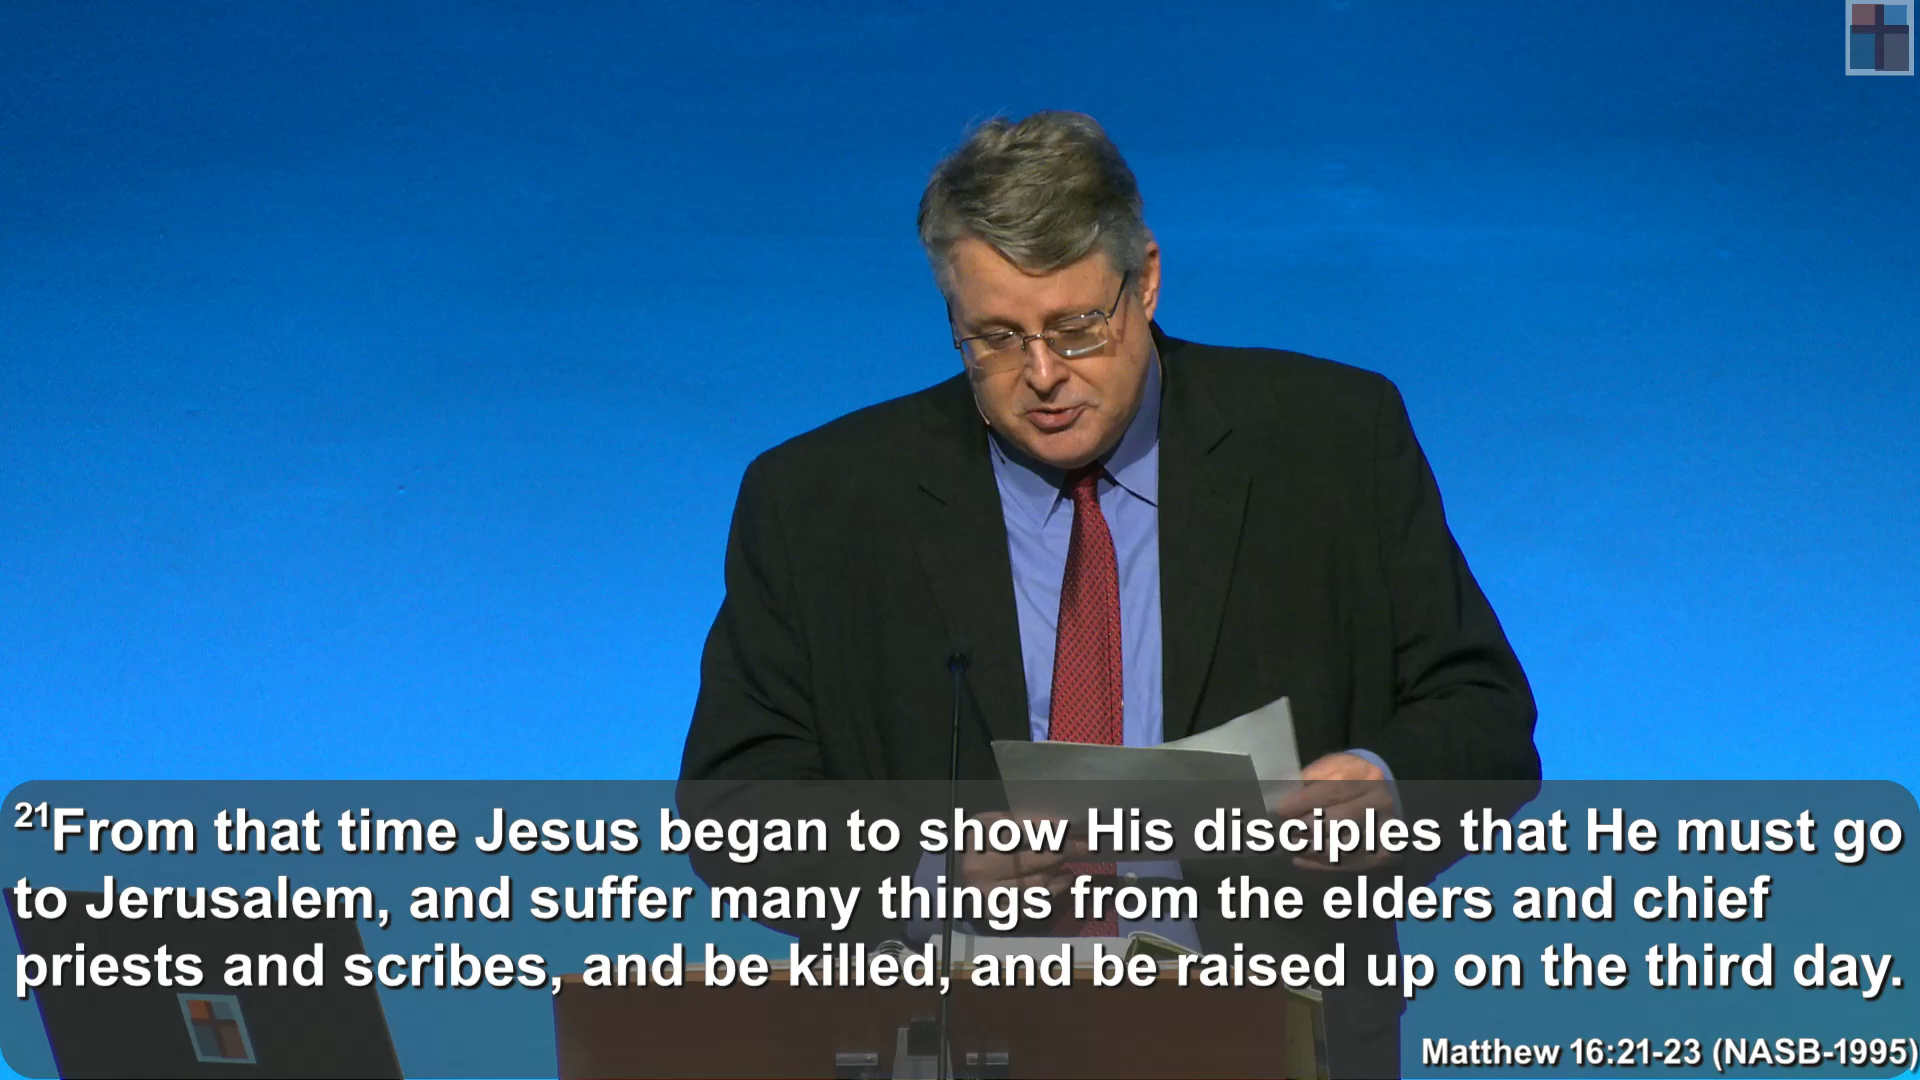 ²¹From that time Jesus began to show His disciples that He must go
to Jerusalem, and suffer many things from the elders and chief
priests and scribes, and be killed, and be raised up on the third day.
Matthew 16:21-23 (NASB-1995)